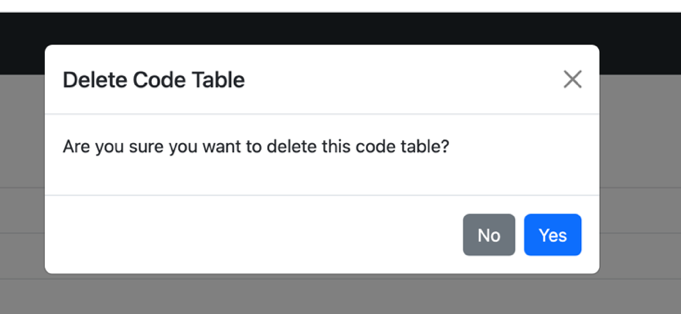 Delete Code Table
Are you sure you want to delete this code table?
No
Yes